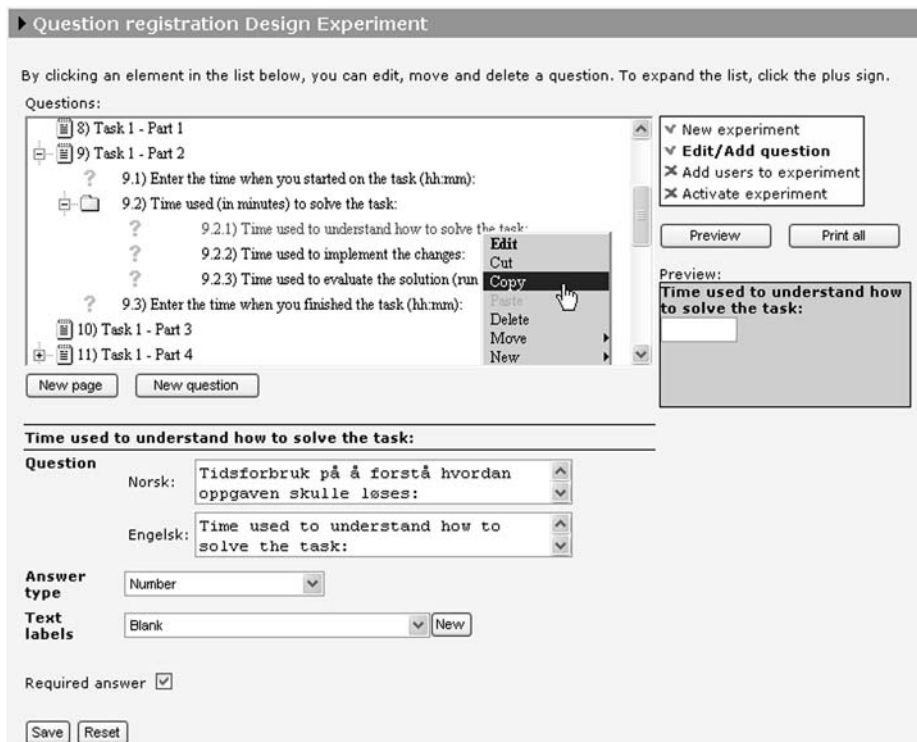 Question registration Design Experiment
By clicking an element in the list below, you can edit, move and delete a question. To expand the list, click the plus sign.
Questions:
8) Task 1 - Part 1
9) Task 1 - Part 2
? 9.1) Enter the time when you started on the task (hh:mm):
9.2) Time used (in minutes) to solve the task:
? 9.2.1) Time used to understand how to solve the task:
? 9.2.2) Time used to implement the changes:
? 9.2.3) Time used to evaluate the solution (run
? 9.3) Enter the time when you finished the task (hh:mm):
10) Task 1 - Part 3
11) Task 1 - Part 4
Edit
Cut
Copy
Paste
Delete
Move
New
New experiment
Edit/Add question
Add users to experiment
Activate experiment
Preview Print all
Preview:
Time used to understand how
to solve the task:
New page New question
Time used to understand how to solve the task:
Question
Norsk: Tidsforbruk på å forstå hvordan
oppgaven skulle løses:
Engelsk: Time used to understand how to
solve the task:
Answer
type Number
Text
labels Blank New
Required answer
Save Reset